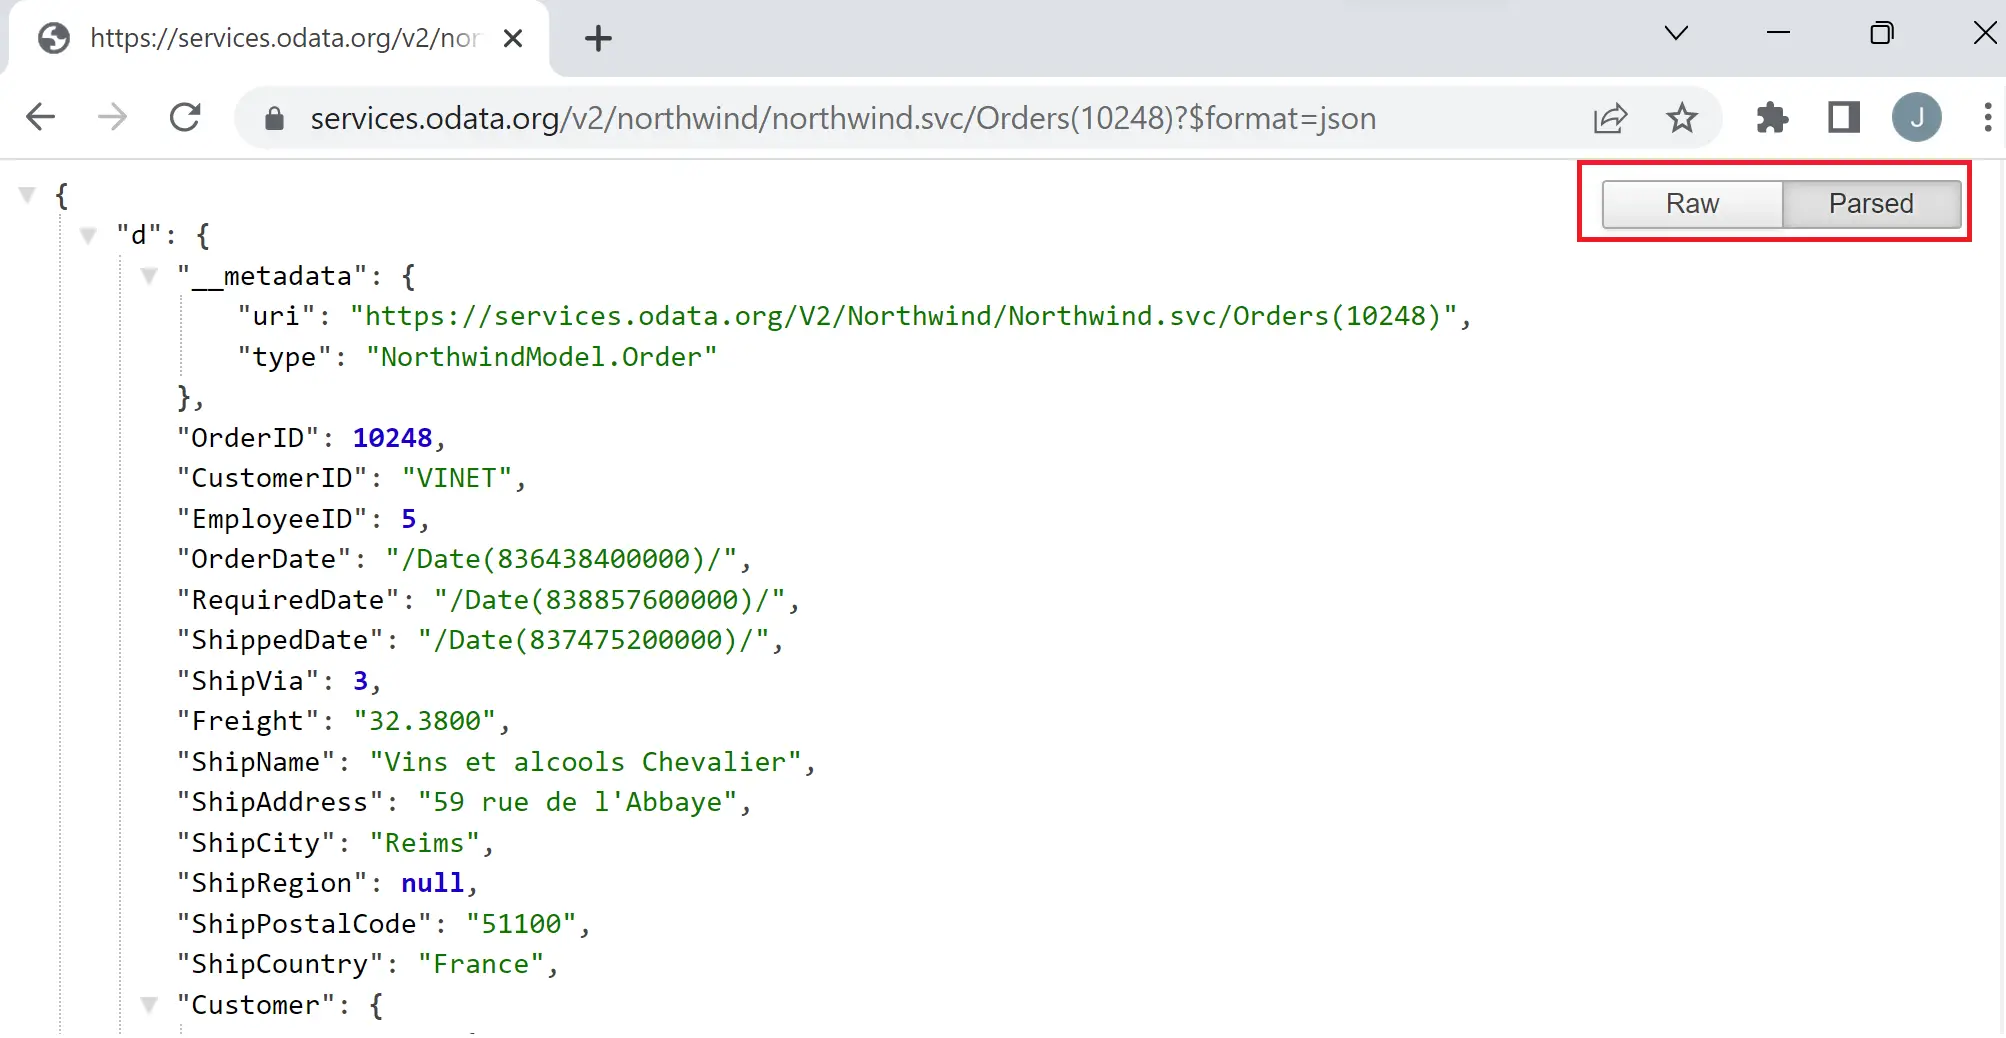 https://services.odata.org/v2/nor
services.odata.org/v2/northwind/northwind.svc/Orders(10248)?$format=json
J
Raw Parsed
{
"d": {
"__metadata": {
"uri": "https://services.odata.org/V2/Northwind/Northwind.svc/Orders(10248)",
"type": "NorthwindModel.Order"
},
"OrderID": 10248,
"CustomerID": "VINET",
"EmployeeID": 5,
"OrderDate": "/Date(836438400000)/",
"RequiredDate": "/Date(838857600000)/",
"ShippedDate": "/Date(837475200000)/",
"ShipVia": 3,
"Freight": "32.3800",
"ShipName": "Vins et alcools Chevalier",
"ShipAddress": "59 rue de l'Abbaye",
"ShipCity": "Reims",
"ShipRegion": null,
"ShipPostalCode": "51100",
"ShipCountry": "France",
"Customer": {